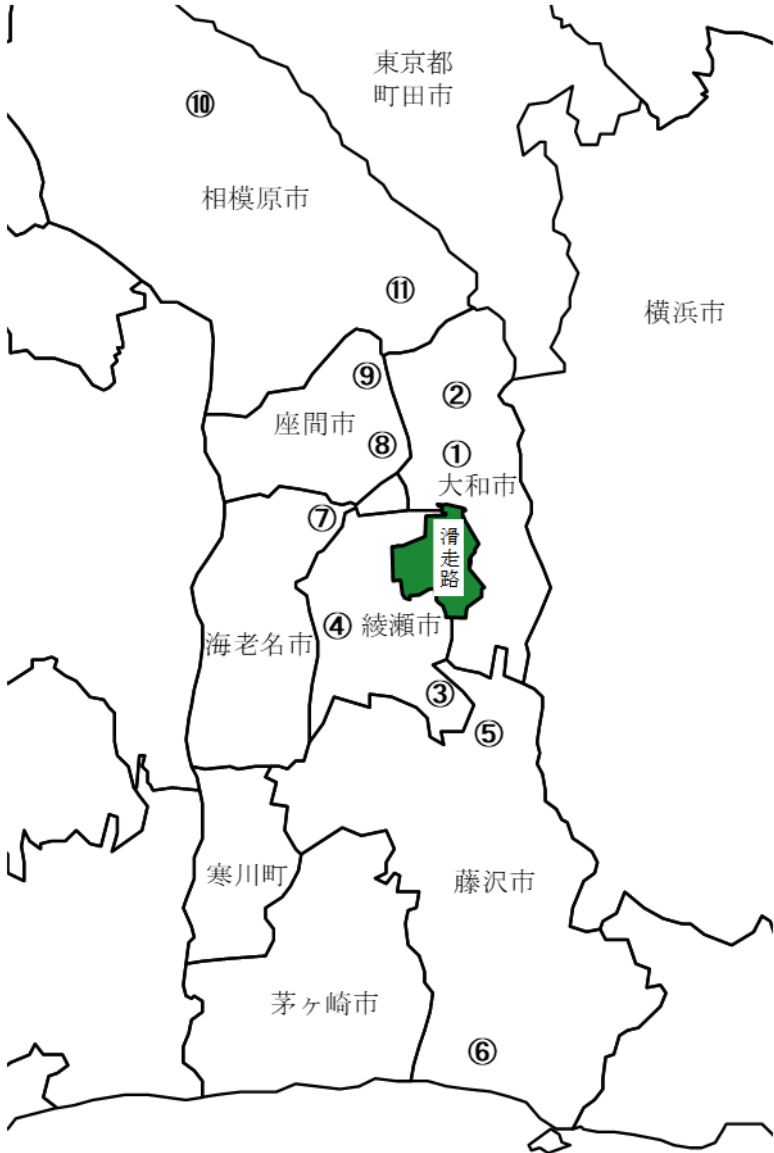 東京都
町田市
⑩
相模原市
⑪
横浜市
⑨
②
座間市
⑧
①
大和市
⑦
滑走路
④
綾瀬市
海老名市
③
⑤
寒川町
藤沢市
茅ヶ崎市
⑥